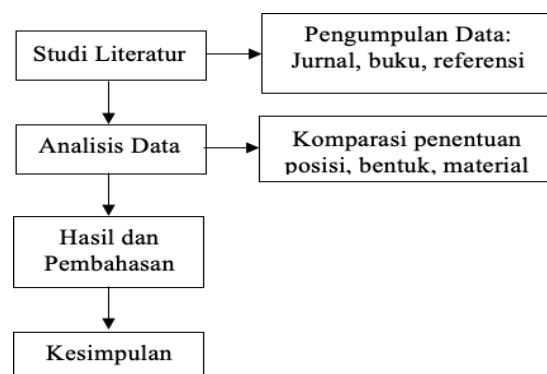 Studi Literatur
Pengumpulan Data:
Jurnal, buku, referensi
Analisis Data
Komparasi penentuan
posisi, bentuk, material
Hasil dan
Pembahasan
Kesimpulan